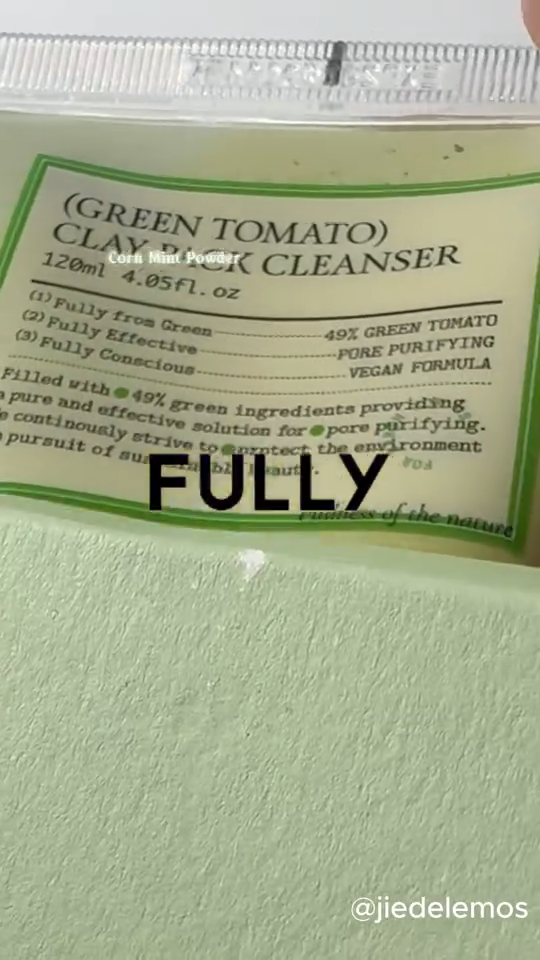 (GREEN TOMATO)
CLAY PACK CLEANSER
Corn Mint Powder
120ml 4.05fl.oz
(1) Fully from Green 49% GREEN TOMATO
(2) Fully Effective PORE PURIFYING
(3) Fully Conscious VEGAN FORMULA
Filled with 49% green ingredients providing
a pure and effective solution for pore purifying.
continously strive to protect the environment
pursuit of beauty.
FULLY
of the nature
@jiedelemos